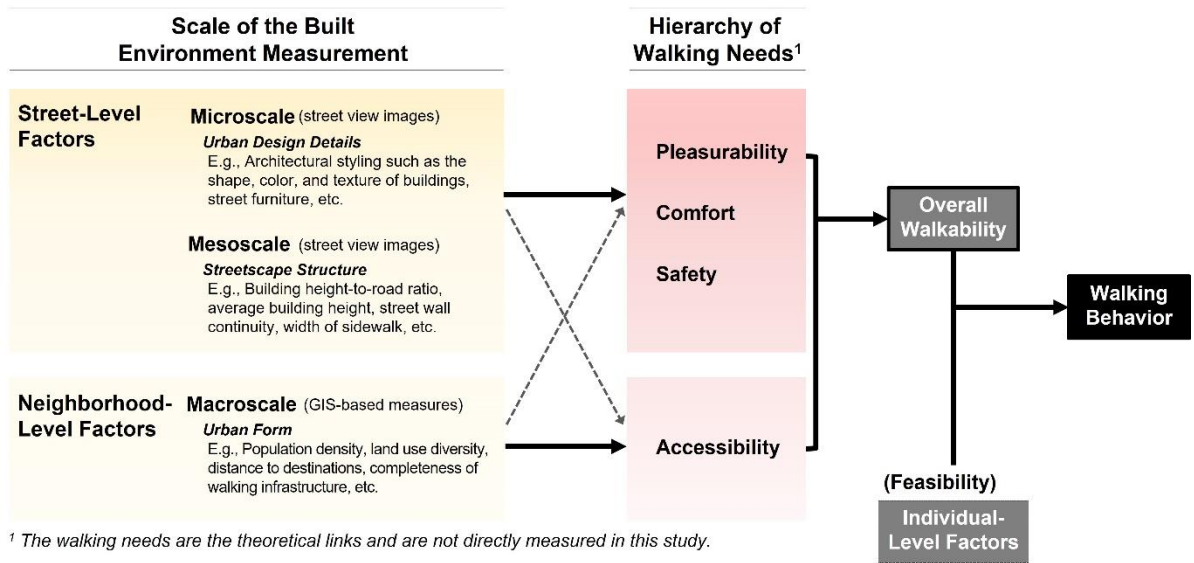 Scale of the Built
Environment Measurement
Hierarchy of
Walking Needs¹
Street-Level
Factors
Microscale (street view images)
Urban Design Details
E.g., Architectural styling such as the
shape, color, and texture of buildings,
street furniture, etc.
Mesoscale (street view images)
Streetscape Structure
E.g., Building height-to-road ratio,
average building height, street wall
continuity, width of sidewalk, etc.
Neighborhood-
Level Factors
Macroscale (GIS-based measures)
Urban Form
E.g., Population density, land use diversity,
distance to destinations, completeness of
walking infrastructure, etc.
Pleasurability
Comfort
Safety
Accessibility
Overall
Walkability
Walking
Behavior
(Feasibility)
Individual-
Level Factors
¹ The walking needs are the theoretical links and are not directly measured in this study.